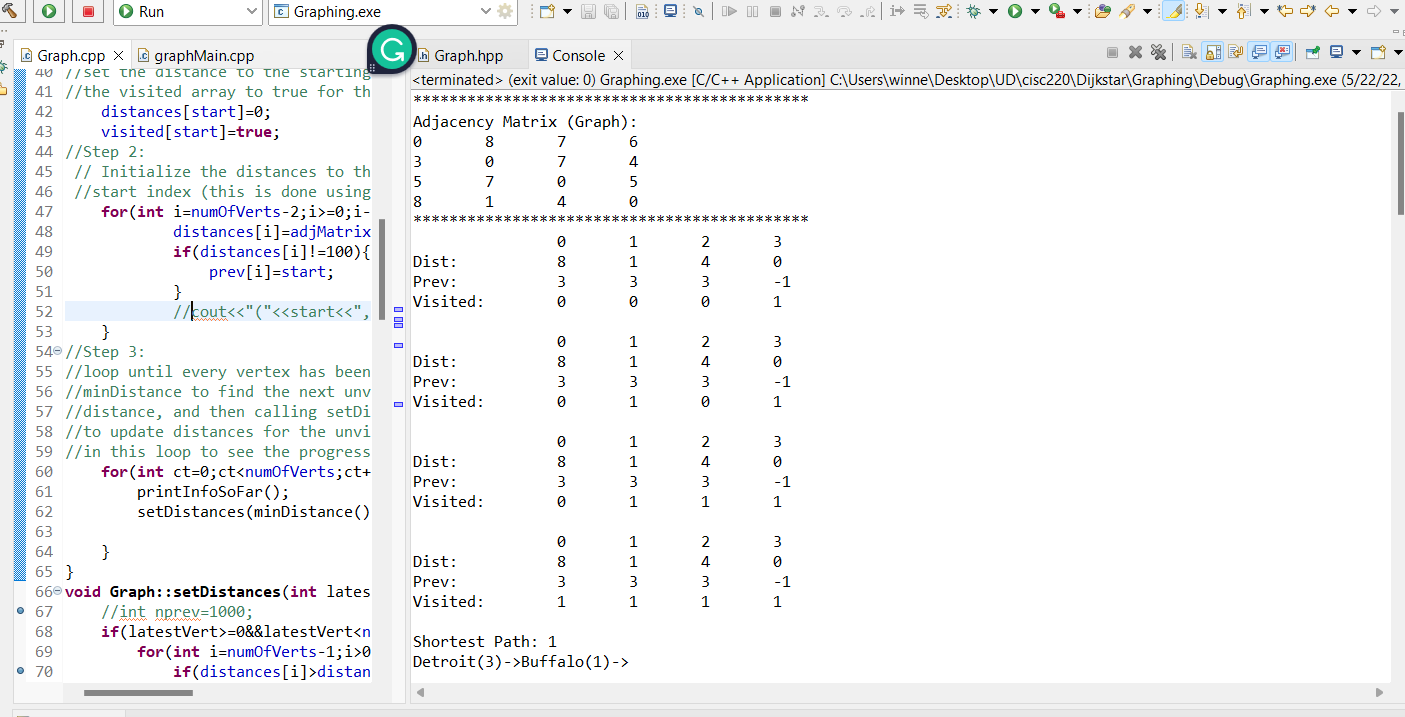 Run
Graphing.exe
Graph.cpp
graphMain.cpp
G
Graph.hpp
Console
40 //set the distance to the starting
41 //the visited array to true for th
42 distances[start]=0;
43 visited[start]=true;
44 //Step 2:
45 // Initialize the distances to th
46 //start index (this is done using
47 for(int i=numOfVerts-2;i>=0;i-
48 distances[i]=adjMatrix
49 if(distances[i]!=100){
50 prev[i]=start;
51 }
52 //cout<<"("<<start<<",
53 }
54 //Step 3:
55 //loop until every vertex has been
56 //minDistance to find the next unv
57 //distance, and then calling setDi
58 //to update distances for the unvi
59 //in this loop to see the progress
60 for(int ct=0;ct<numOfVerts;ct+
61 printInfoSoFar();
62 setDistances(minDistance()
63
64 }
65 }
66 void Graph::setDistances(int lates
67 //int nprev=1000;
68 if(latestVert>=0&&latestVert<n
69 for(int i=numOfVerts-1;i>0
70 if(distances[i]>distan
<terminated> (exit value: 0) Graphing.exe [C/C++ Application] C:\Users\winne\Desktop\UD\cisc220\Dijkstar\Graphing\Debug\Graphing.exe (5/22/22,
********************************************
Adjacency Matrix (Graph):
0 8 7 6
3 0 7 4
5 7 0 5
8 1 4 0
********************************************
0 1 2 3
Dist: 8 1 4 0
Prev: 3 3 3 -1
Visited: 0 0 0 1
0 1 2 3
Dist: 8 1 4 0
Prev: 3 3 3 -1
Visited: 0 1 0 1
0 1 2 3
Dist: 8 1 4 0
Prev: 3 3 3 -1
Visited: 0 1 1 1
0 1 2 3
Dist: 8 1 4 0
Prev: 3 3 3 -1
Visited: 1 1 1 1
Shortest Path: 1
Detroit(3)->Buffalo(1)->